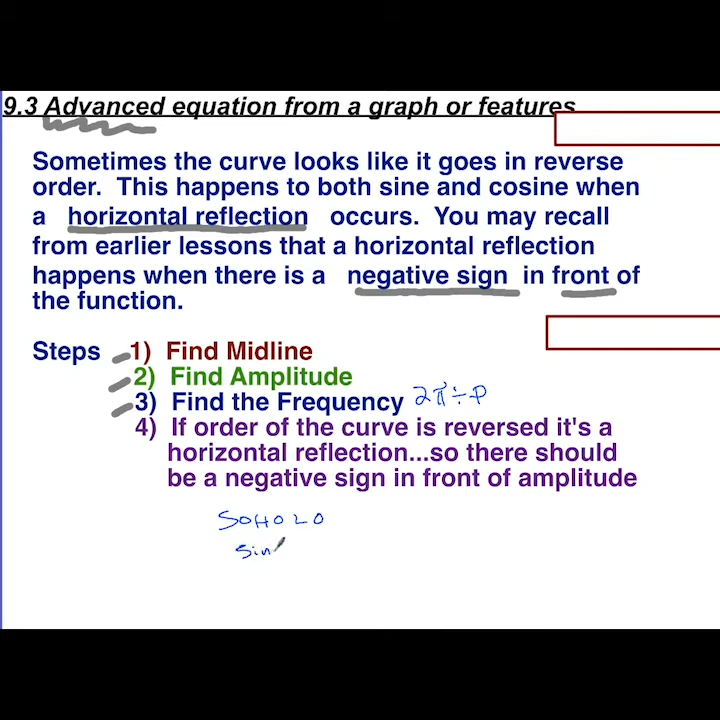 9.3 Advanced equation from a graph or features
Sometimes the curve looks like it goes in reverse
order. This happens to both sine and cosine when
a horizontal reflection occurs. You may recall
from earlier lessons that a horizontal reflection
happens when there is a negative sign in front of
the function.
Steps 1) Find Midline
2) Find Amplitude
3) Find the Frequency 2π÷P
4) If order of the curve is reversed it's a
horizontal reflection...so there should
be a negative sign in front of amplitude
SOHOLO
sin